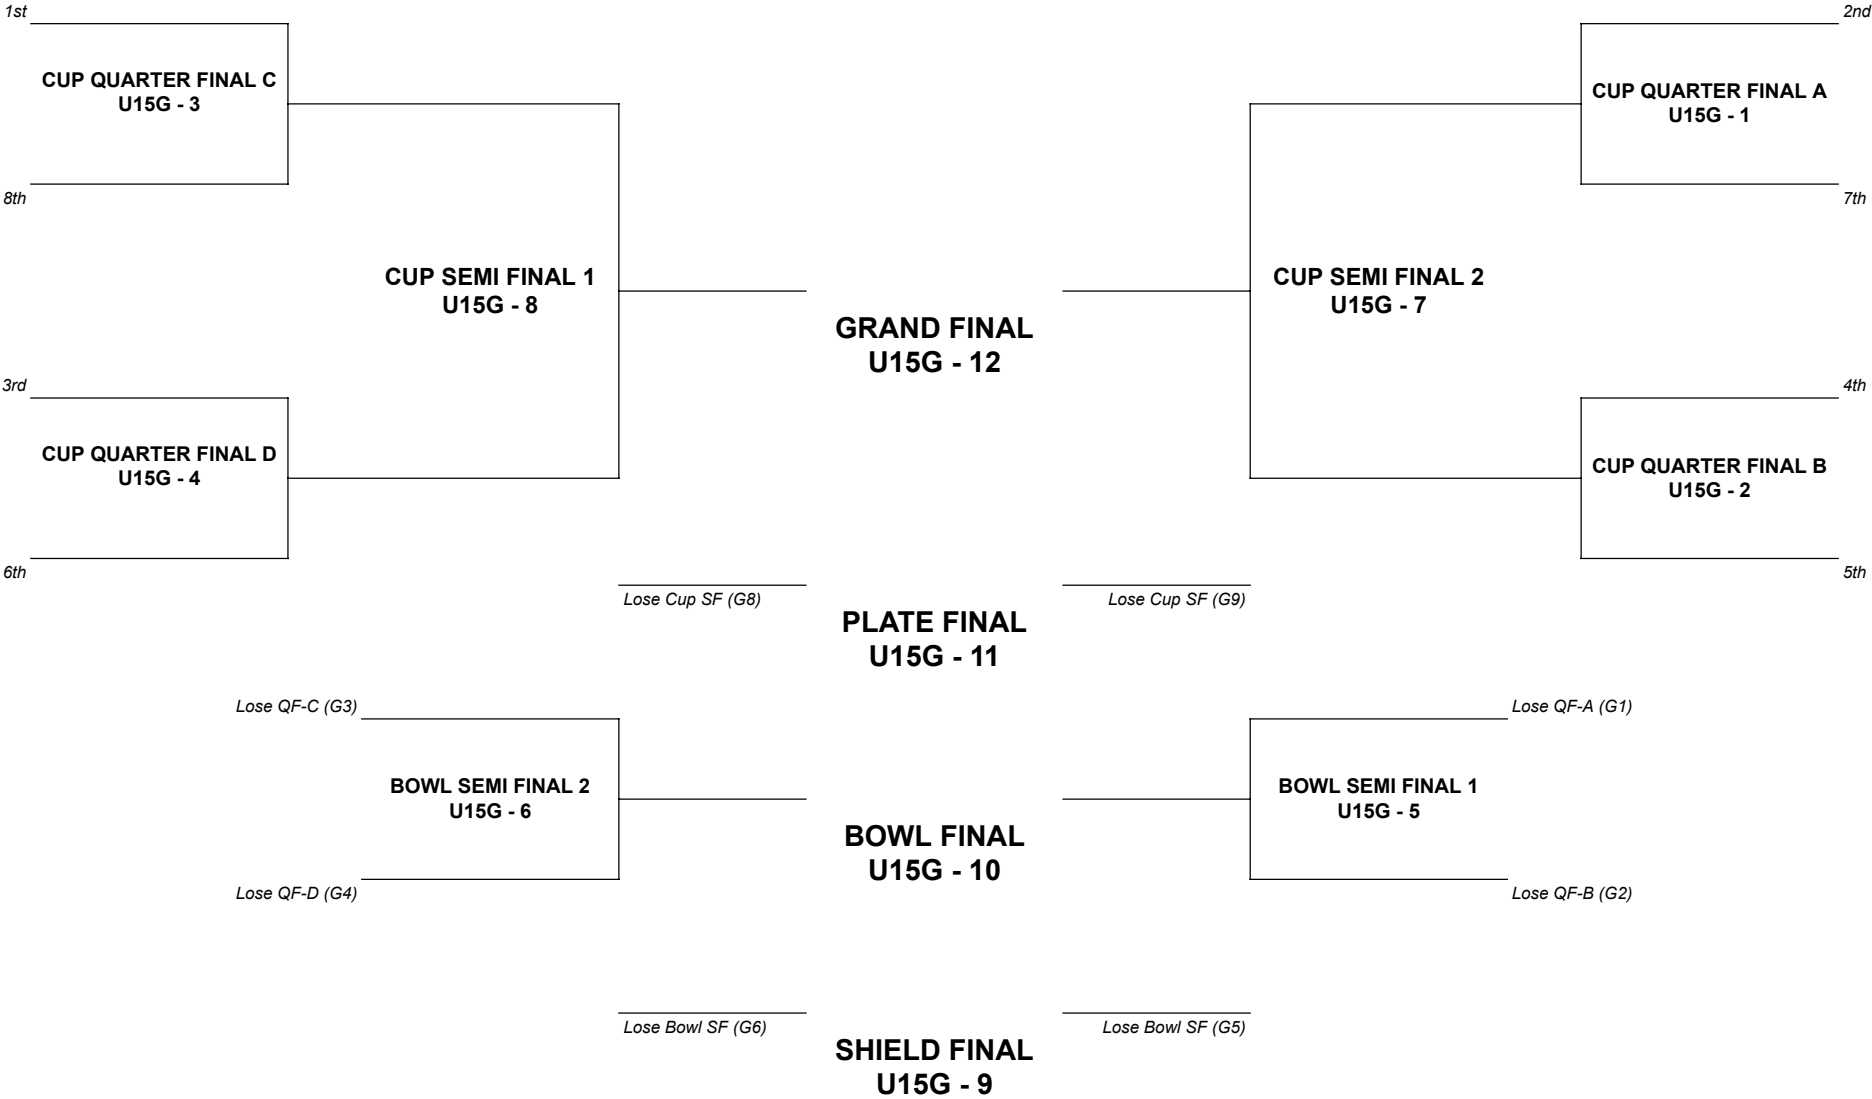 1st
2nd
CUP QUARTER FINAL C
U15G - 3
CUP QUARTER FINAL A
U15G - 1
8th
7th
CUP SEMI FINAL 1
U15G - 8
CUP SEMI FINAL 2
U15G - 7
GRAND FINAL
U15G - 12
3rd
4th
CUP QUARTER FINAL D
U15G - 4
CUP QUARTER FINAL B
U15G - 2
6th
5th
Lose Cup SF (G8)
Lose Cup SF (G9)
PLATE FINAL
U15G - 11
Lose QF-C (G3)
Lose QF-A (G1)
BOWL SEMI FINAL 2
U15G - 6
BOWL SEMI FINAL 1
U15G - 5
BOWL FINAL
U15G - 10
Lose QF-D (G4)
Lose QF-B (G2)
Lose Bowl SF (G6)
Lose Bowl SF (G5)
SHIELD FINAL
U15G - 9